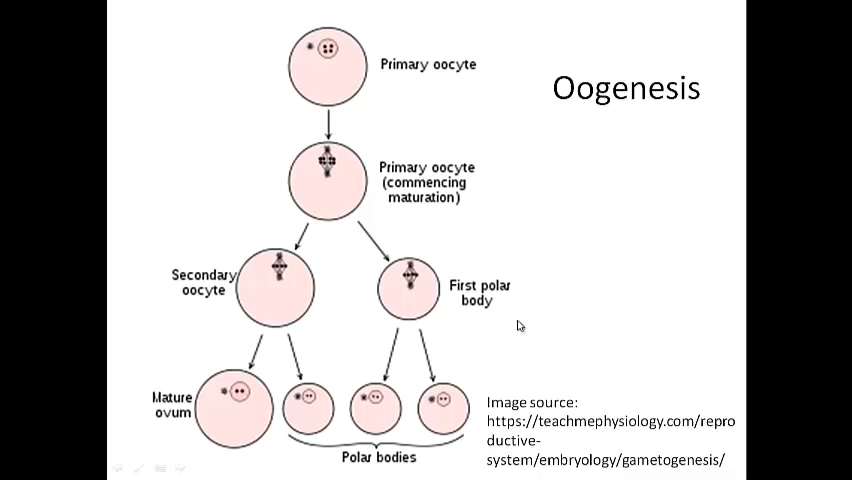 Primary oocyte
Oogenesis
Primary oocyte
(commencing
maturation)
Secondary
oocyte
First polar
body
Mature
ovum
Polar bodies
Image source:
https://teachmephysiology.com/repro
ductive-
system/embryology/gametogenesis/